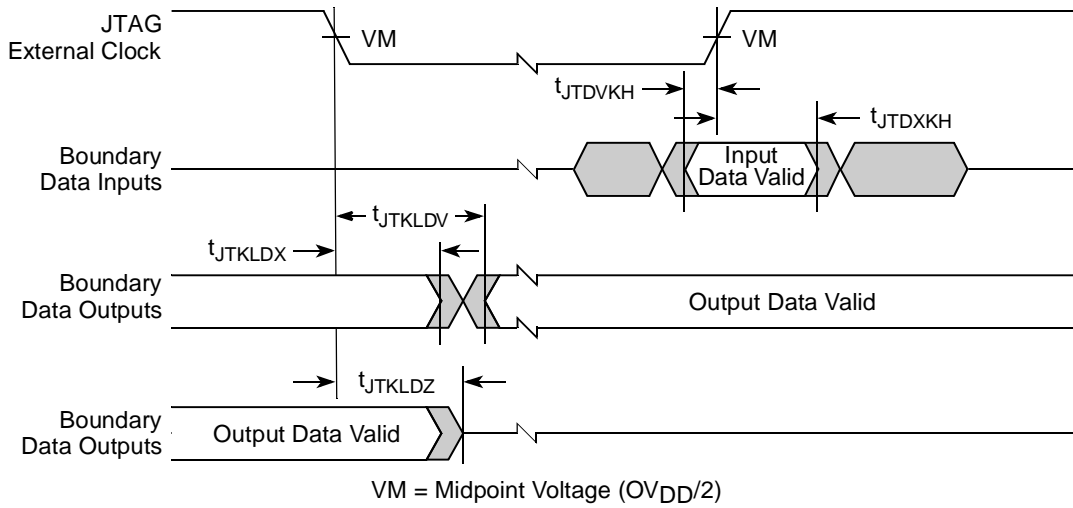 JTAG
External Clock
VM
VM
tJTDVKH
tJTDXKH
Boundary
Data Inputs
Input
Data Valid
tJTKLDV
tJTKLDX
Boundary
Data Outputs
Output Data Valid
tJTKLDZ
Boundary
Data Outputs
Output Data Valid
VM = Midpoint Voltage (OVDD/2)